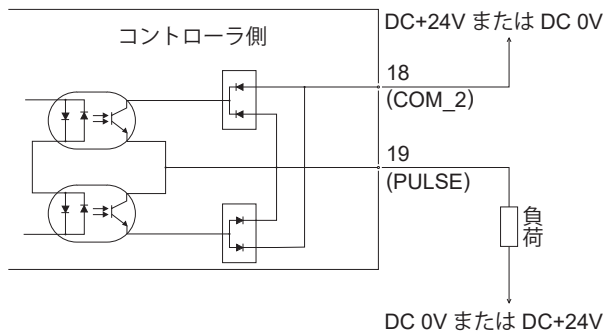 コントローラ側
DC+24V または DC 0V
18
(COM_2)
19
(PULSE)
負荷
DC 0V または DC+24V